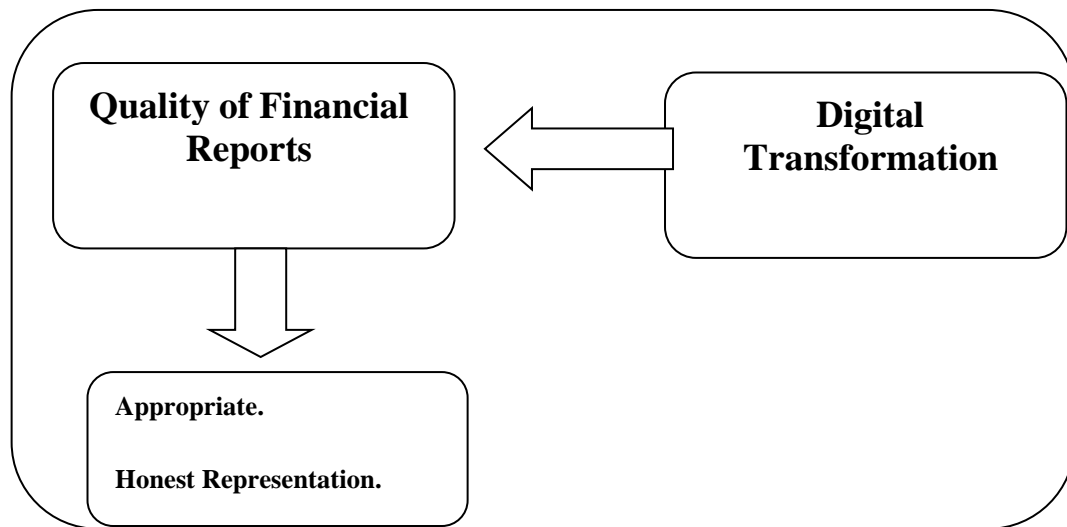 Quality of Financial
Reports
Digital
Transformation
Appropriate.
Honest Representation.